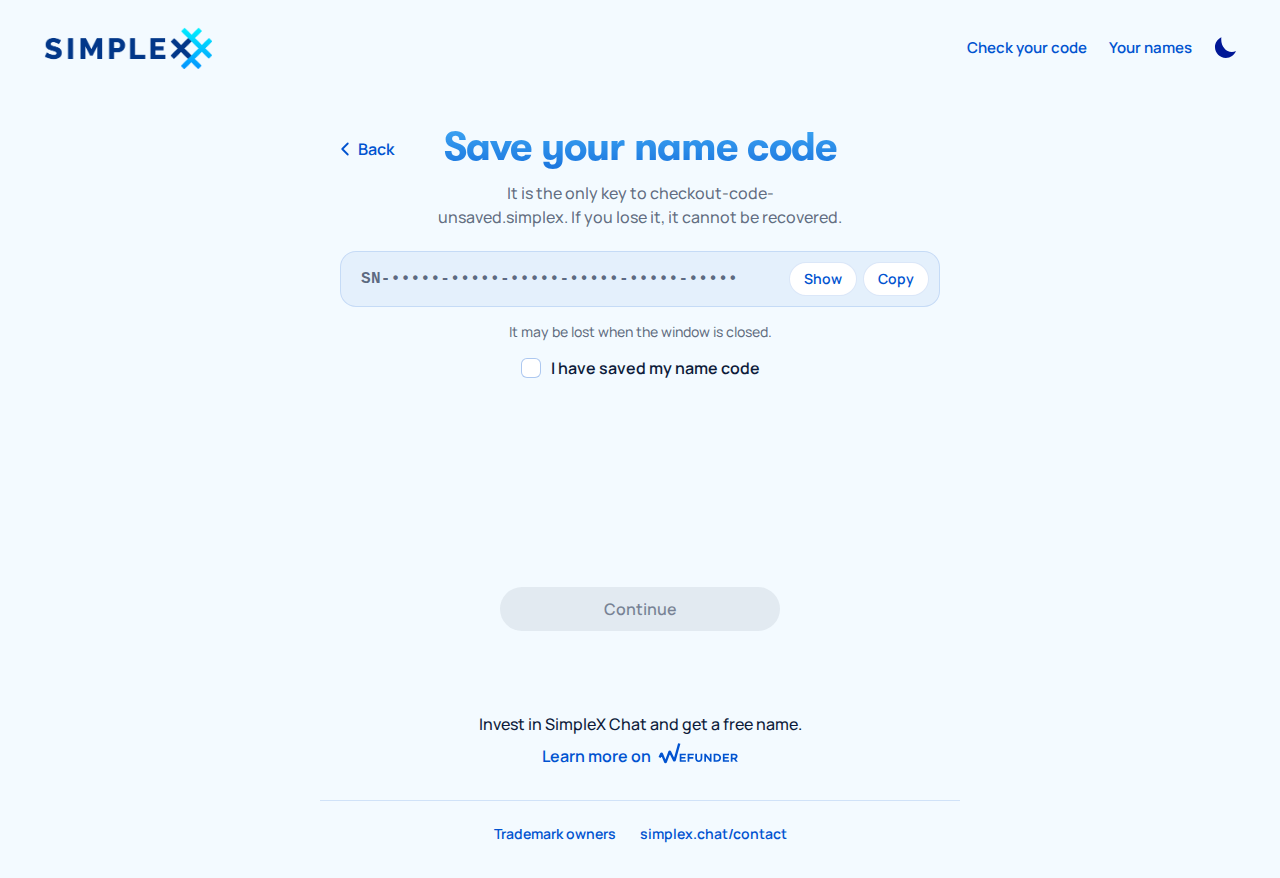 SIMPLEX
Check your code
Your names
Back
Save your name code
It is the only key to checkout-code-
unsaved.simplex. If you lose it, it cannot be recovered.
SN-•••••-•••••-•••••-•••••-•••••-•••••
Show
Copy
It may be lost when the window is closed.
I have saved my name code
Continue
Invest in SimpleX Chat and get a free name.
Learn more on WEFUNDER
Trademark owners
simplex.chat/contact